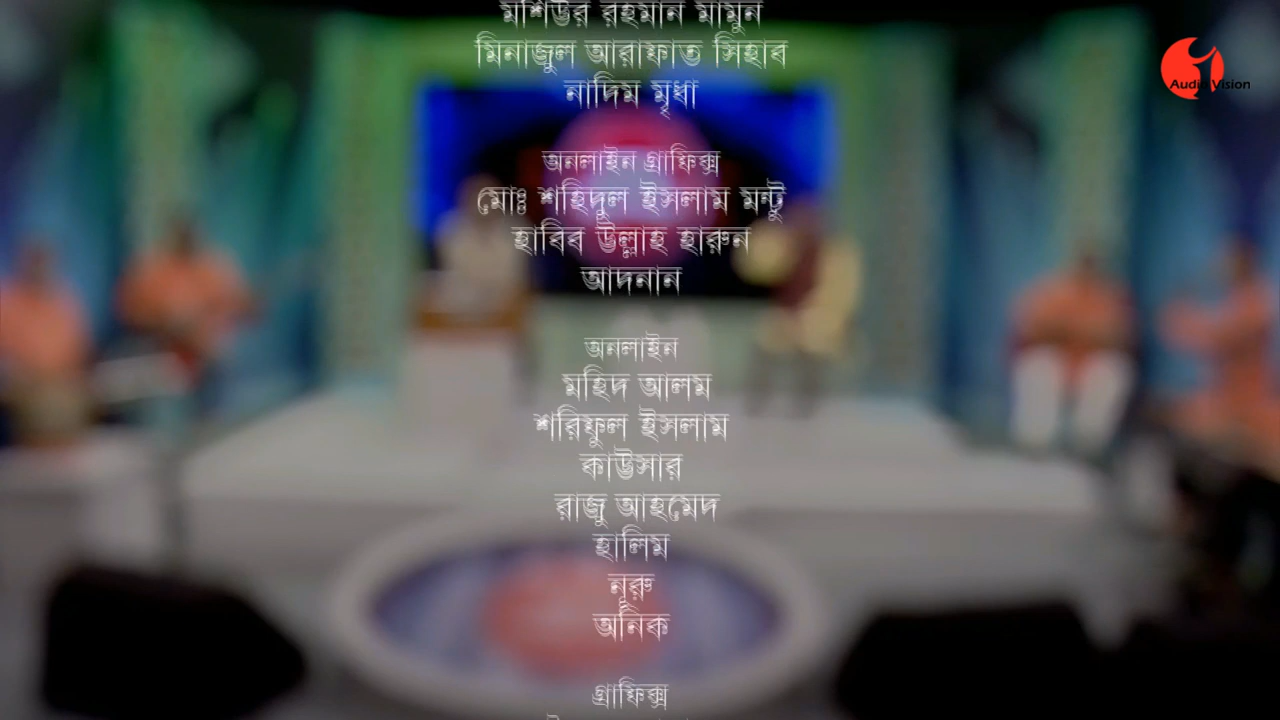 মশিউর রহমান মামুন
মিনাজুল আরাফাত সিহাব
নাদিম মৃধা
অনলাইন গ্রাফিক্স
মোঃ শহিদুল ইসলাম মন্টু
হাবিব উল্লাহ হারুন
আদনান
অনলাইন
মহিদ আলম
শরিফুল ইসলাম
কাউসার
রাজু আহমেদ
হালিম
নূরু
অনিক
গ্রাফিক্স
Audio Vision